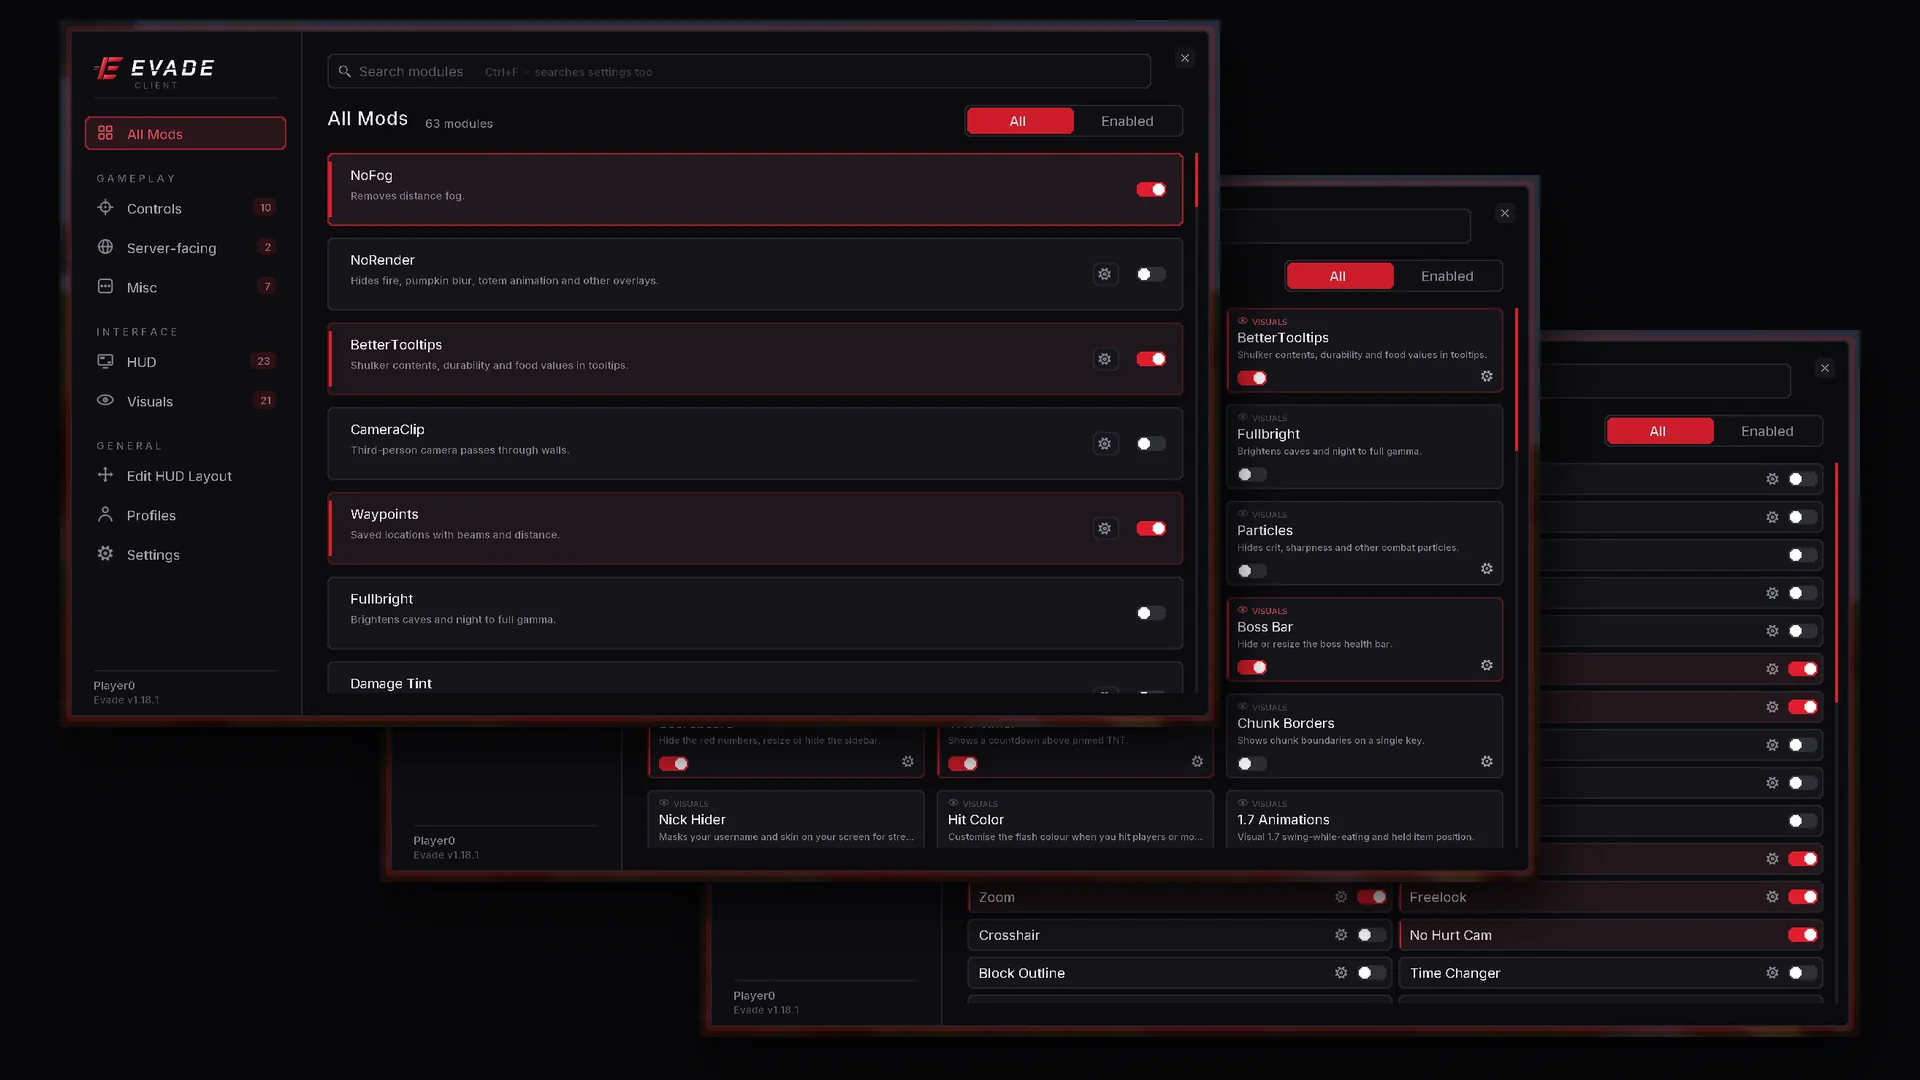 EVADE
CLIENT
Search modules Ctrl+F – searches settings too
All Mods 63 modules
All Enabled
All Mods
GAMEPLAY
Controls 10
Server-facing 2
Misc 7
INTERFACE
HUD 23
Visuals 21
GENERAL
Edit HUD Layout
Profiles
Settings
Player0
Evade v1.18.1
NoFog
Removes distance fog.
NoRender
Hides fire, pumpkin blur, totem animation and other overlays.
BetterTooltips
Shulker contents, durability and food values in tooltips.
CameraClip
Third-person camera passes through walls.
Waypoints
Saved locations with beams and distance.
Fullbright
Brightens caves and night to full gamma.
Damage Tint
All Enabled
VISUALS
BetterTooltips
Shulker contents, durability and food values in tooltips.
VISUALS
Fullbright
Brightens caves and night to full gamma.
VISUALS
Particles
Hides crit, sharpness and other combat particles.
VISUALS
Boss Bar
Hide or resize the boss health bar.
Hide the red numbers, resize or hide the sidebar.
Shows a countdown above primed TNT.
VISUALS
Chunk Borders
Shows chunk boundaries on a single key.
VISUALS
Nick Hider
Masks your username and skin on your screen for stre...
VISUALS
Hit Color
Customise the flash colour when you hit players or mo...
VISUALS
1.7 Animations
Visual 1.7 swing-while-eating and held item position.
Player0
Evade v1.18.1
All Enabled
Zoom
Freelook
Crosshair
No Hurt Cam
Block Outline
Time Changer
Player0
Evade v1.18.1